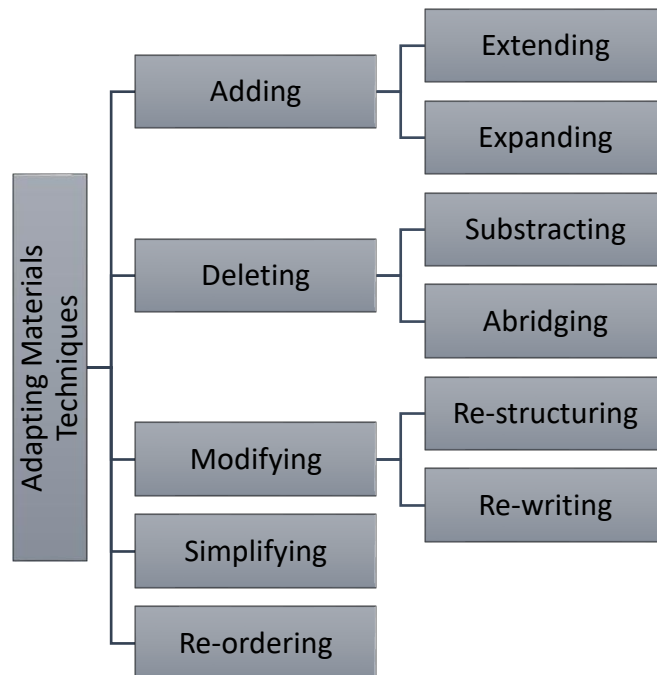 Adapting Materials
Techniques
Adding
Extending
Expanding
Deleting
Substracting
Abridging
Modifying
Re-structuring
Re-writing
Simplifying
Re-ordering